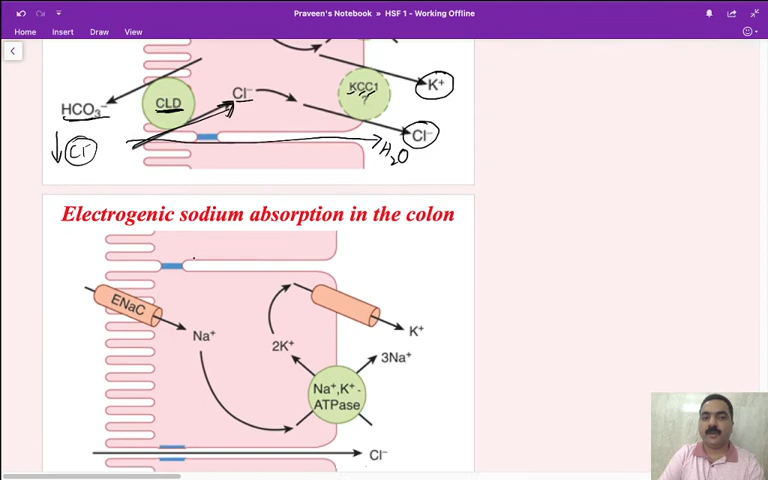 Praveen's Notebook » HSF 1 - Working Offline
Home Insert Draw View
K⁺
KCC1
?
Cl⁻
CLD
HCO₃⁻
Cl⁻
Cl⁻
H₂O
Electrogenic sodium absorption in the colon
ENaC
Na⁺
2K⁺
K⁺
3Na⁺
Na⁺,K⁺-
ATPase
Cl⁻